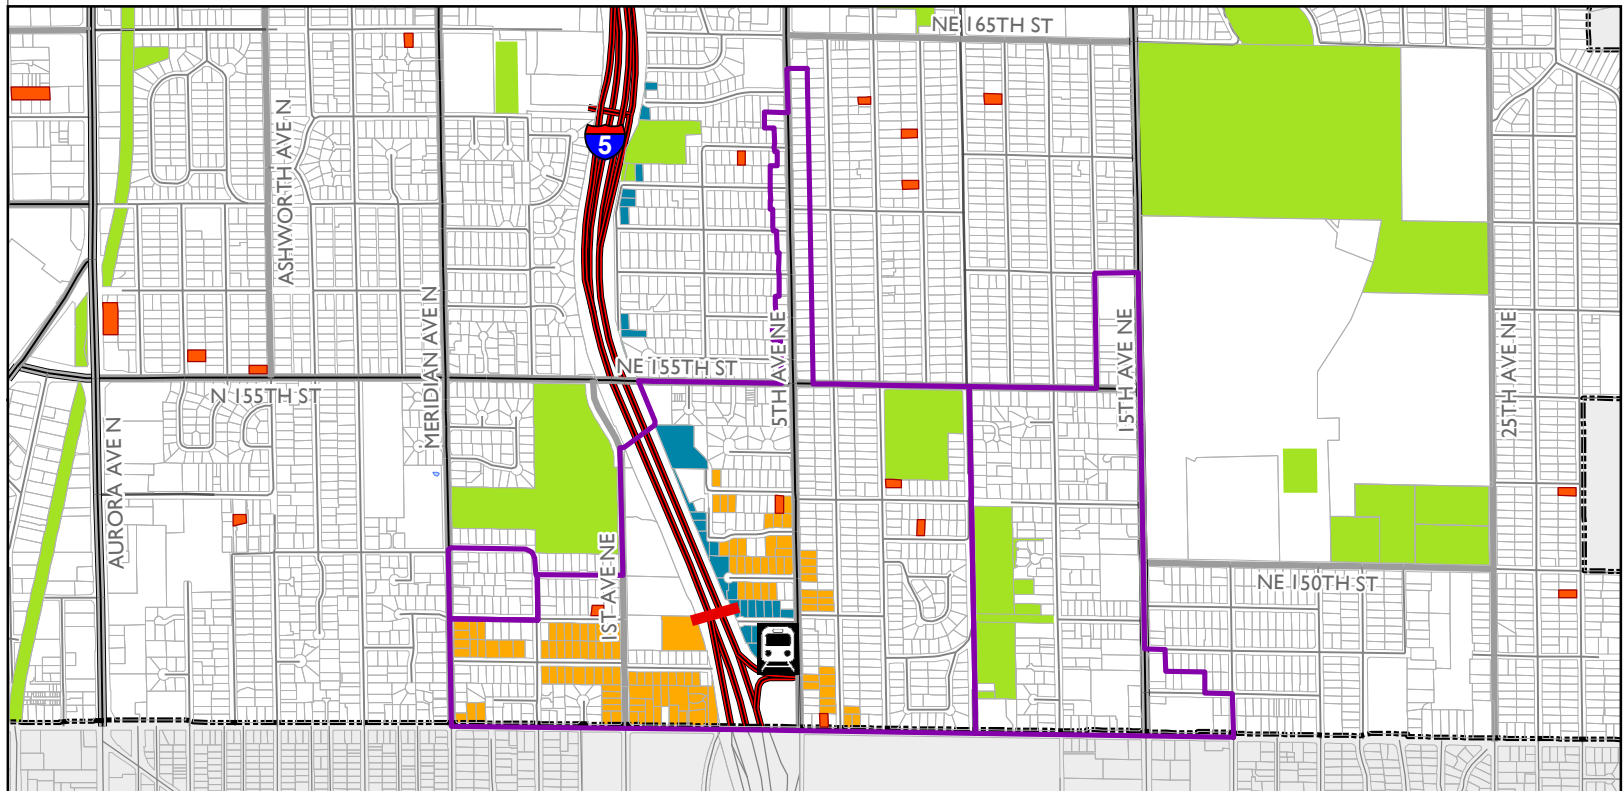 NE 165TH ST
ASHWORTH AVE N
5
MERIDIAN AVE N
5TH AVE NE
15TH AVE NE
25TH AVE NE
NE 155TH ST
N 155TH ST
AURORA AVE N
1ST AVE NE
NE 150TH ST